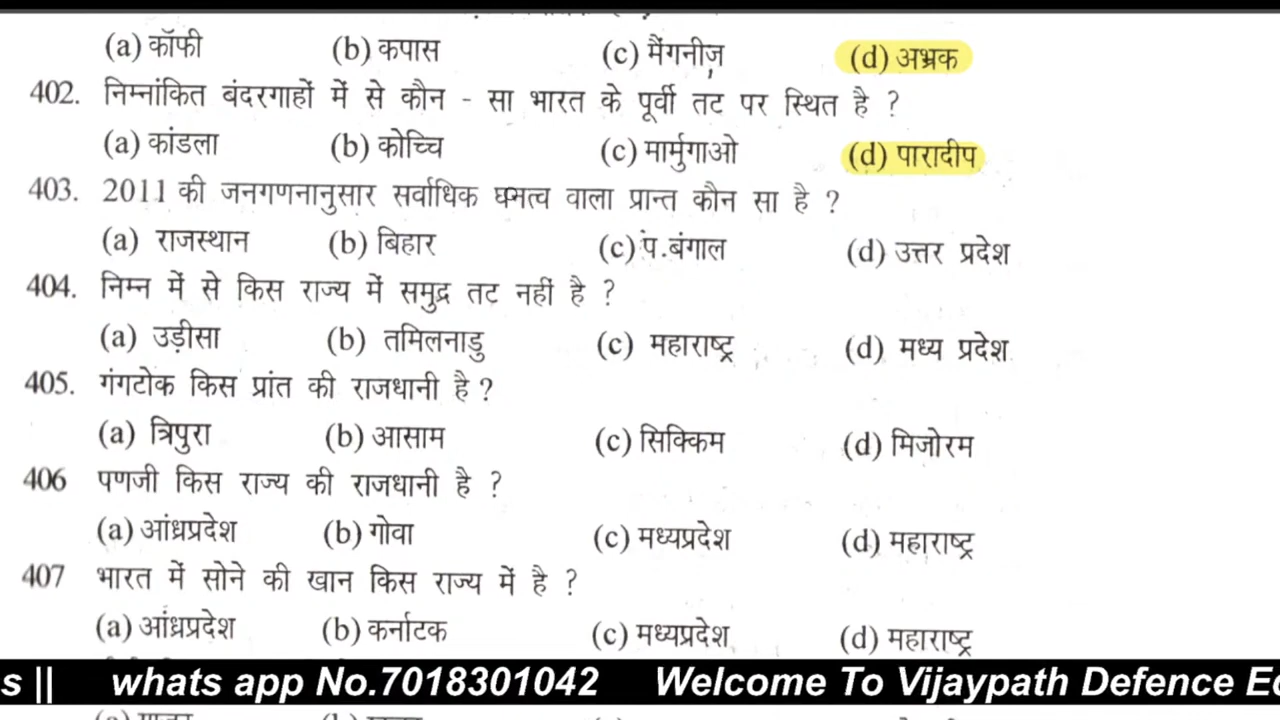 (a) कॉफी (b) कपास (c) मैंगनीज़ (d) अभ्रक
402. निम्नांकित बंदरगाहों में से कौन - सा भारत के पूर्वी तट पर स्थित है ?
(a) कांडला (b) कोच्चि (c) मार्मुगाओ (d) पारादीप
403. 2011 की जनगणनानुसार सर्वाधिक घनत्व वाला प्रान्त कौन सा है ?
(a) राजस्थान (b) बिहार (c) पं.बंगाल (d) उत्तर प्रदेश
404. निम्न में से किस राज्य में समुद्र तट नहीं है ?
(a) उड़ीसा (b) तमिलनाडु (c) महाराष्ट्र (d) मध्य प्रदेश
405. गंगटोक किस प्रांत की राजधानी है ?
(a) त्रिपुरा (b) आसाम (c) सिक्किम (d) मिजोरम
406 पणजी किस राज्य की राजधानी है ?
(a) आंध्रप्रदेश (b) गोवा (c) मध्यप्रदेश (d) महाराष्ट्र
407 भारत में सोने की खान किस राज्य में है ?
(a) आंध्रप्रदेश (b) कर्नाटक (c) मध्यप्रदेश (d) महाराष्ट्र
s || whats app No.7018301042 Welcome To Vijaypath Defence Ed